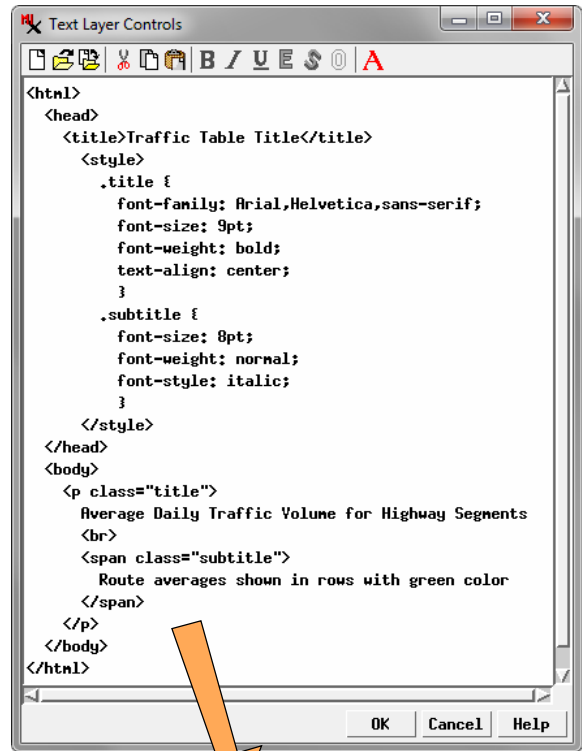 Text Layer Controls
B I U E S O A
<html>
<head>
<title>Traffic Table Title</title>
<style>
.title {
font-family: Arial,Helvetica,sans-serif;
font-size: 9pt;
font-weight: bold;
text-align: center;
}
.subtitle {
font-size: 8pt;
font-weight: normal;
font-style: italic;
}
</style>
</head>
<body>
<p class="title">
Average Daily Traffic Volume for Highway Segments
<br>
<span class="subtitle">
Route averages shown in rows with green color
</span>
</p>
</body>
</html>
OK Cancel Help